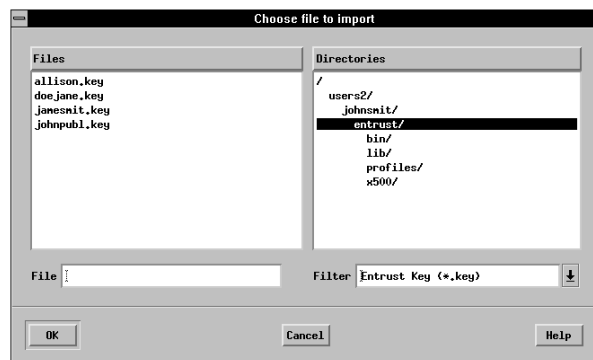 Choose file to import
Files
allison.key
doejane.key
jamesmit.key
johnpubl.key
Directories
/
users2/
johnsmit/
entrust/
bin/
lib/
profiles/
x500/
File
Filter Entrust Key (*.key)
OK
Cancel
Help